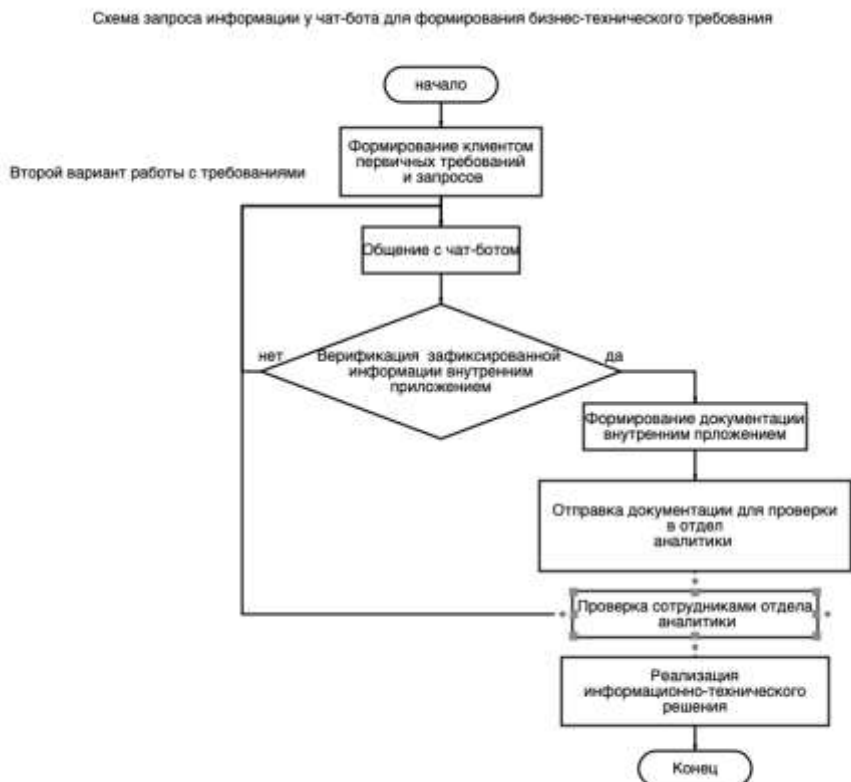 Схема запроса информации у чат-бота для формирования бизнес-технического требования
начало
Формирование клиентом
первичных требований
и запросов
Второй вариант работы с требованиями
Общение с чат-ботом
нет
Верификация зафиксированной
информации внутренним
приложением
да
Формирование документации
внутренним прложением
Отправка документации для проверки
в отдел
аналитики
Проверка сотрудниками отдела
аналитики
Реализация
информационно-технического
решения
Конец